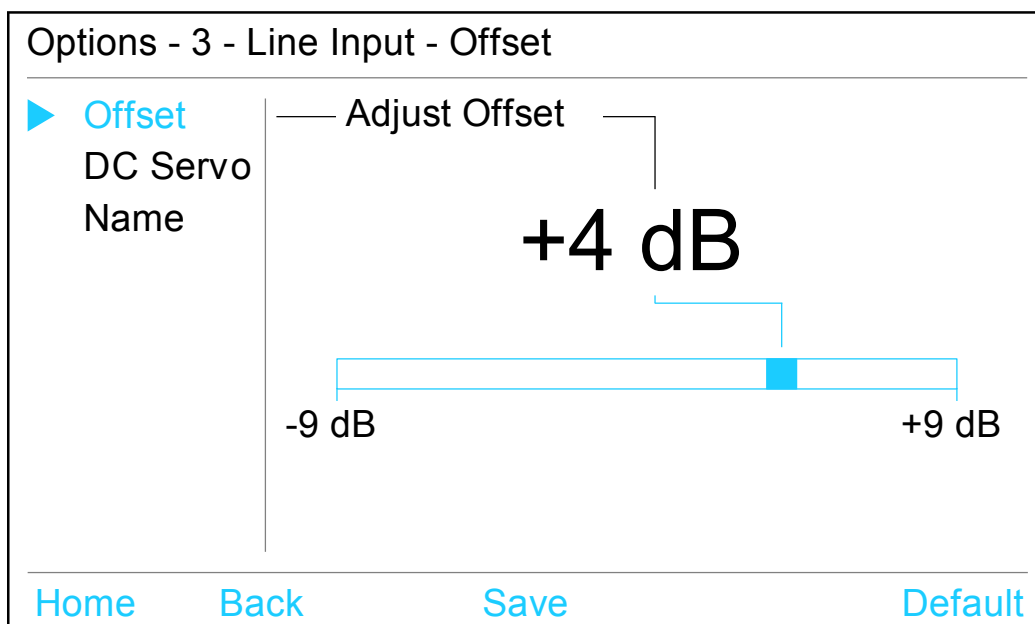 Options - 3 - Line Input - Offset
Offset
DC Servo
Name
Adjust Offset
+4 dB
-9 dB
+9 dB
Home Back Save Default